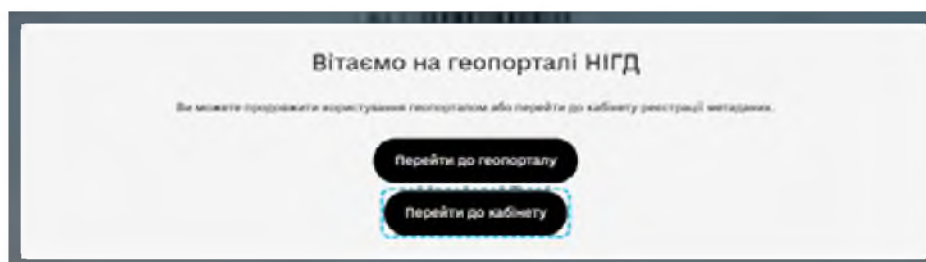 Вітаємо на геопорталі НІГД
Ви можете продовжити користування геопорталом або перейти до кабінету реєстрації метаданих.
Перейти до геопорталу
Перейти до кабінету